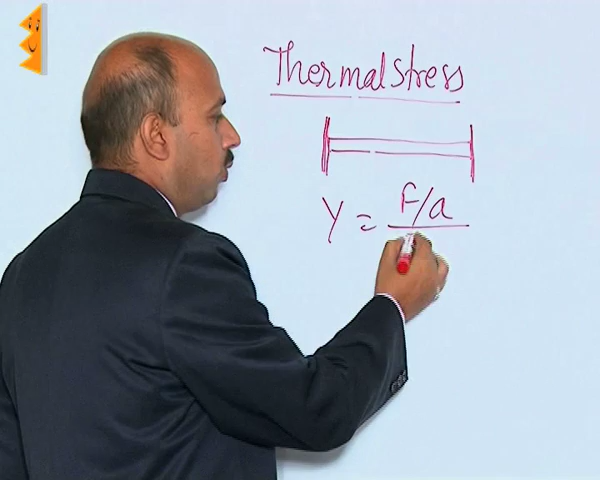 Thermal Stress
Y = F/a